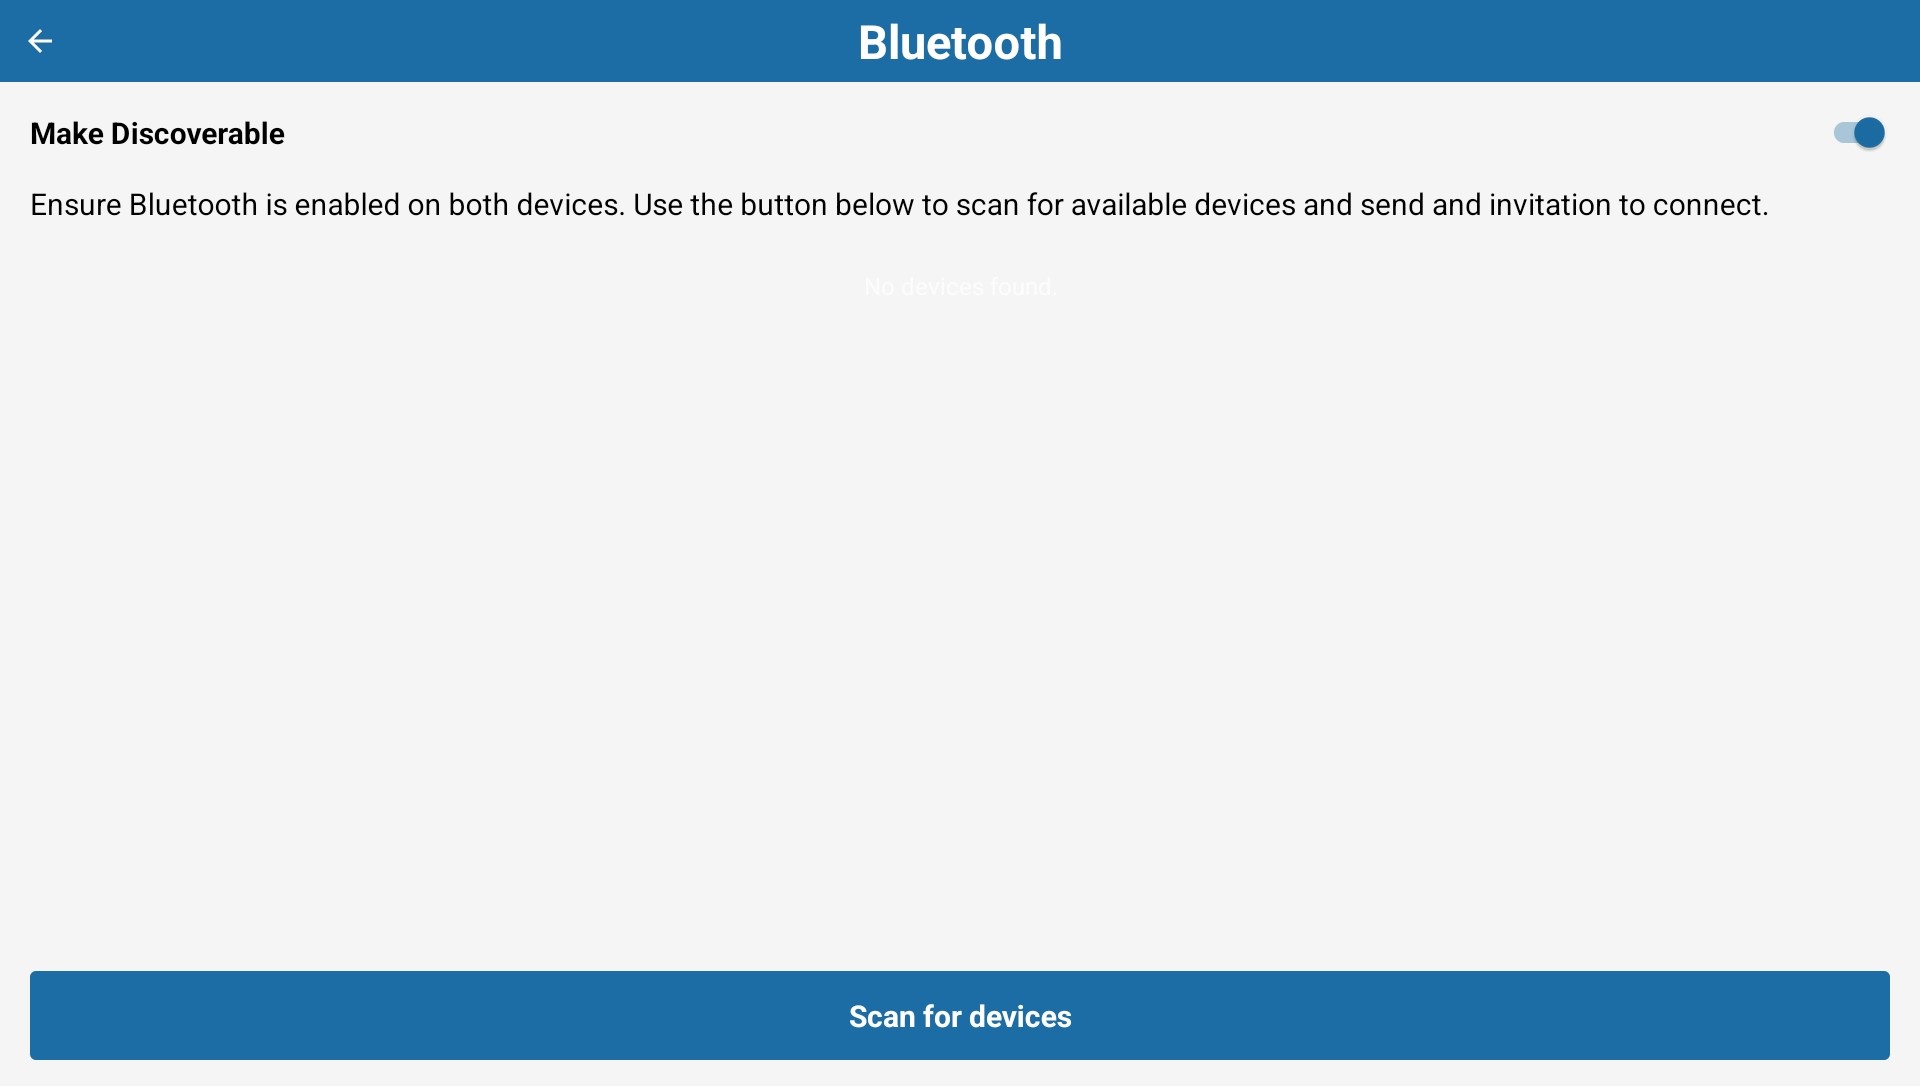 Bluetooth
Make Discoverable
Ensure Bluetooth is enabled on both devices. Use the button below to scan for available devices and send and invitation to connect.
No devices found.
Scan for devices